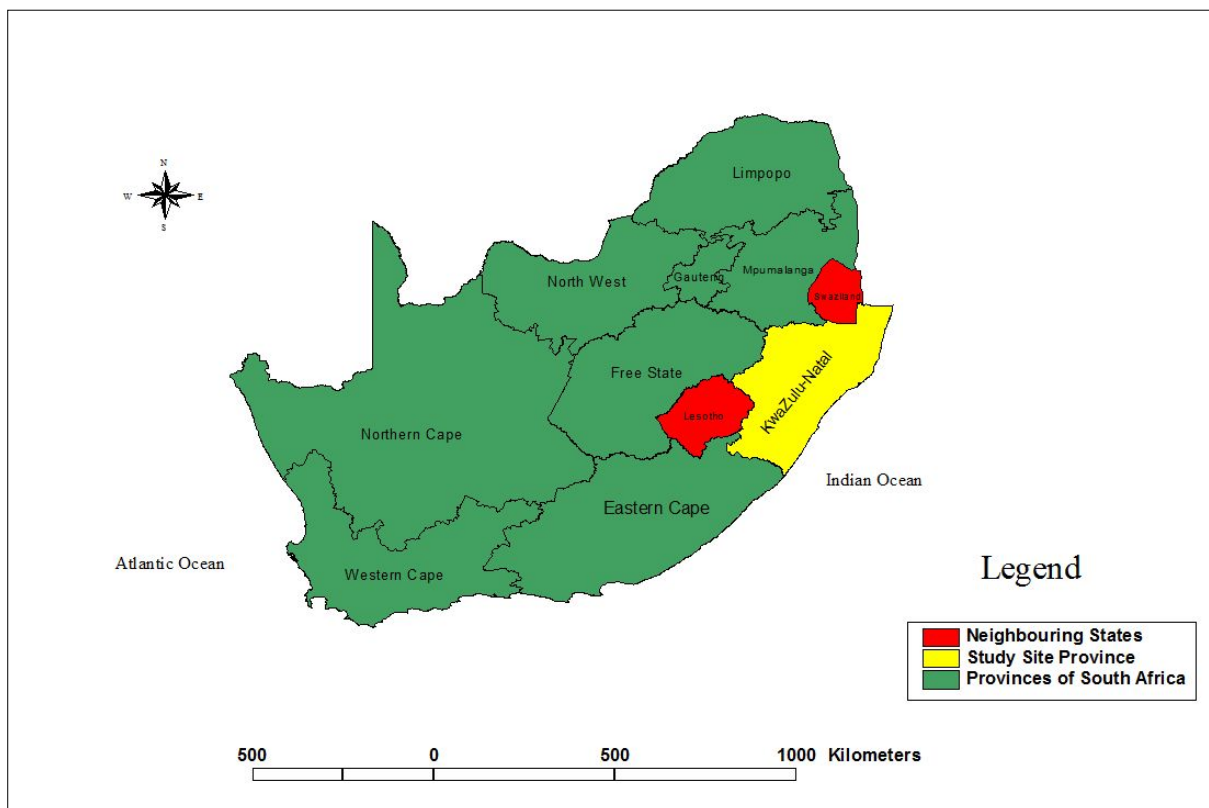 N
W E
S
Limpopo
North West
Gauteng
Mpumalanga
Swaziland
Free State
KwaZulu-Natal
Lesotho
Northern Cape
Indian Ocean
Eastern Cape
Atlantic Ocean
Western Cape
Legend
Neighbouring States
Study Site Province
Provinces of South Africa
500 0 500 1000 Kilometers